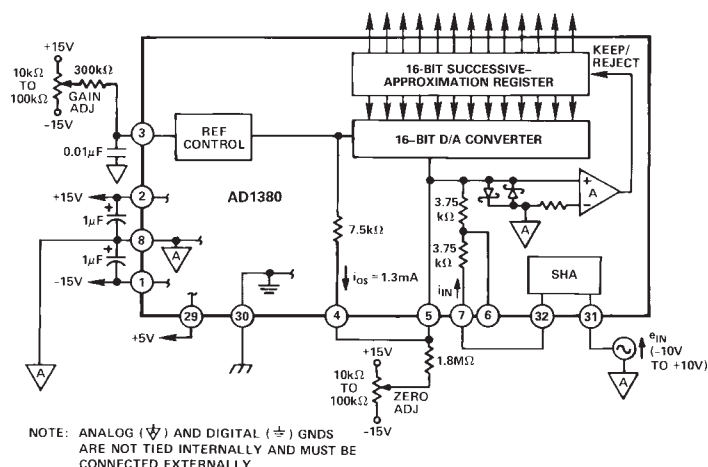 +15V
10kΩ
TO
100kΩ
-15V
300kΩ
GAIN
ADJ
0.01μF
3
REF
CONTROL
16-BIT SUCCESSIVE–
APPROXIMATION REGISTER
KEEP/
REJECT
16–BIT D/A CONVERTER
AD1380
+15V
2
1μF
8
A
1μF
-15V
1
7.5kΩ
iOS = 1.3mA
3.75
kΩ
3.75
kΩ
iIN
A
+
–
A
SHA
29
30
4
5
7
6
32
31
+5V
A
+15V
10kΩ
TO
100kΩ
-15V
1.8MΩ
ZERO
ADJ
eIN
(–10V
TO +10V)
A
NOTE: ANALOG (A) AND DIGITAL (⏚) GNDS
ARE NOT TIED INTERNALLY AND MUST BE
CONNECTED EXTERNALLY